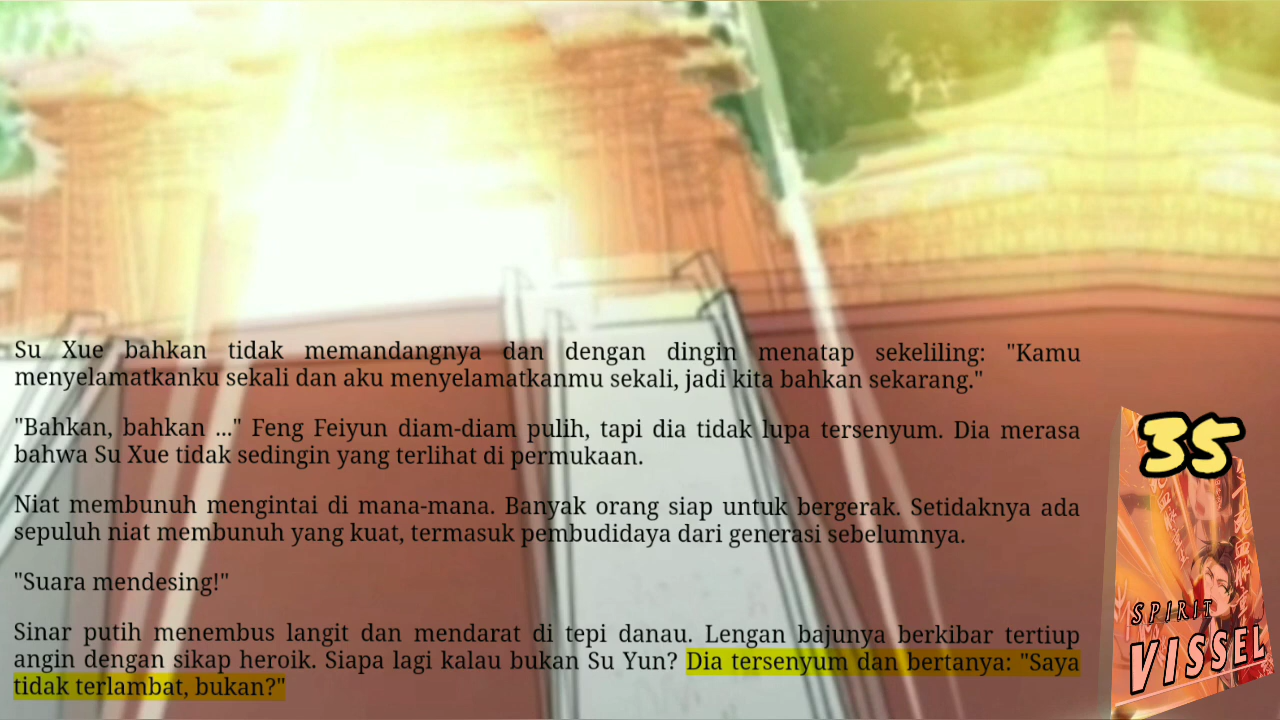 Su Xue bahkan tidak memandangnya dan dengan dingin menatap sekeliling: "Kamu
menyelamatkanku sekali dan aku menyelamatkanmu sekali, jadi kita bahkan sekarang."
"Bahkan, bahkan ..." Feng Feiyun diam-diam pulih, tapi dia tidak lupa tersenyum. Dia merasa
bahwa Su Xue tidak sedingin yang terlihat di permukaan.
Niat membunuh mengintai di mana-mana. Banyak orang siap untuk bergerak. Setidaknya ada
sepuluh niat membunuh yang kuat, termasuk pembudidaya dari generasi sebelumnya.
"Suara mendesing!"
Sinar putih menembus langit dan mendarat di tepi danau. Lengan bajunya berkibar tertiup
angin dengan sikap heroik. Siapa lagi kalau bukan Su Yun? Dia tersenyum dan bertanya: "Saya
tidak terlambat, bukan?"
35
SPIRIT
VISSEL